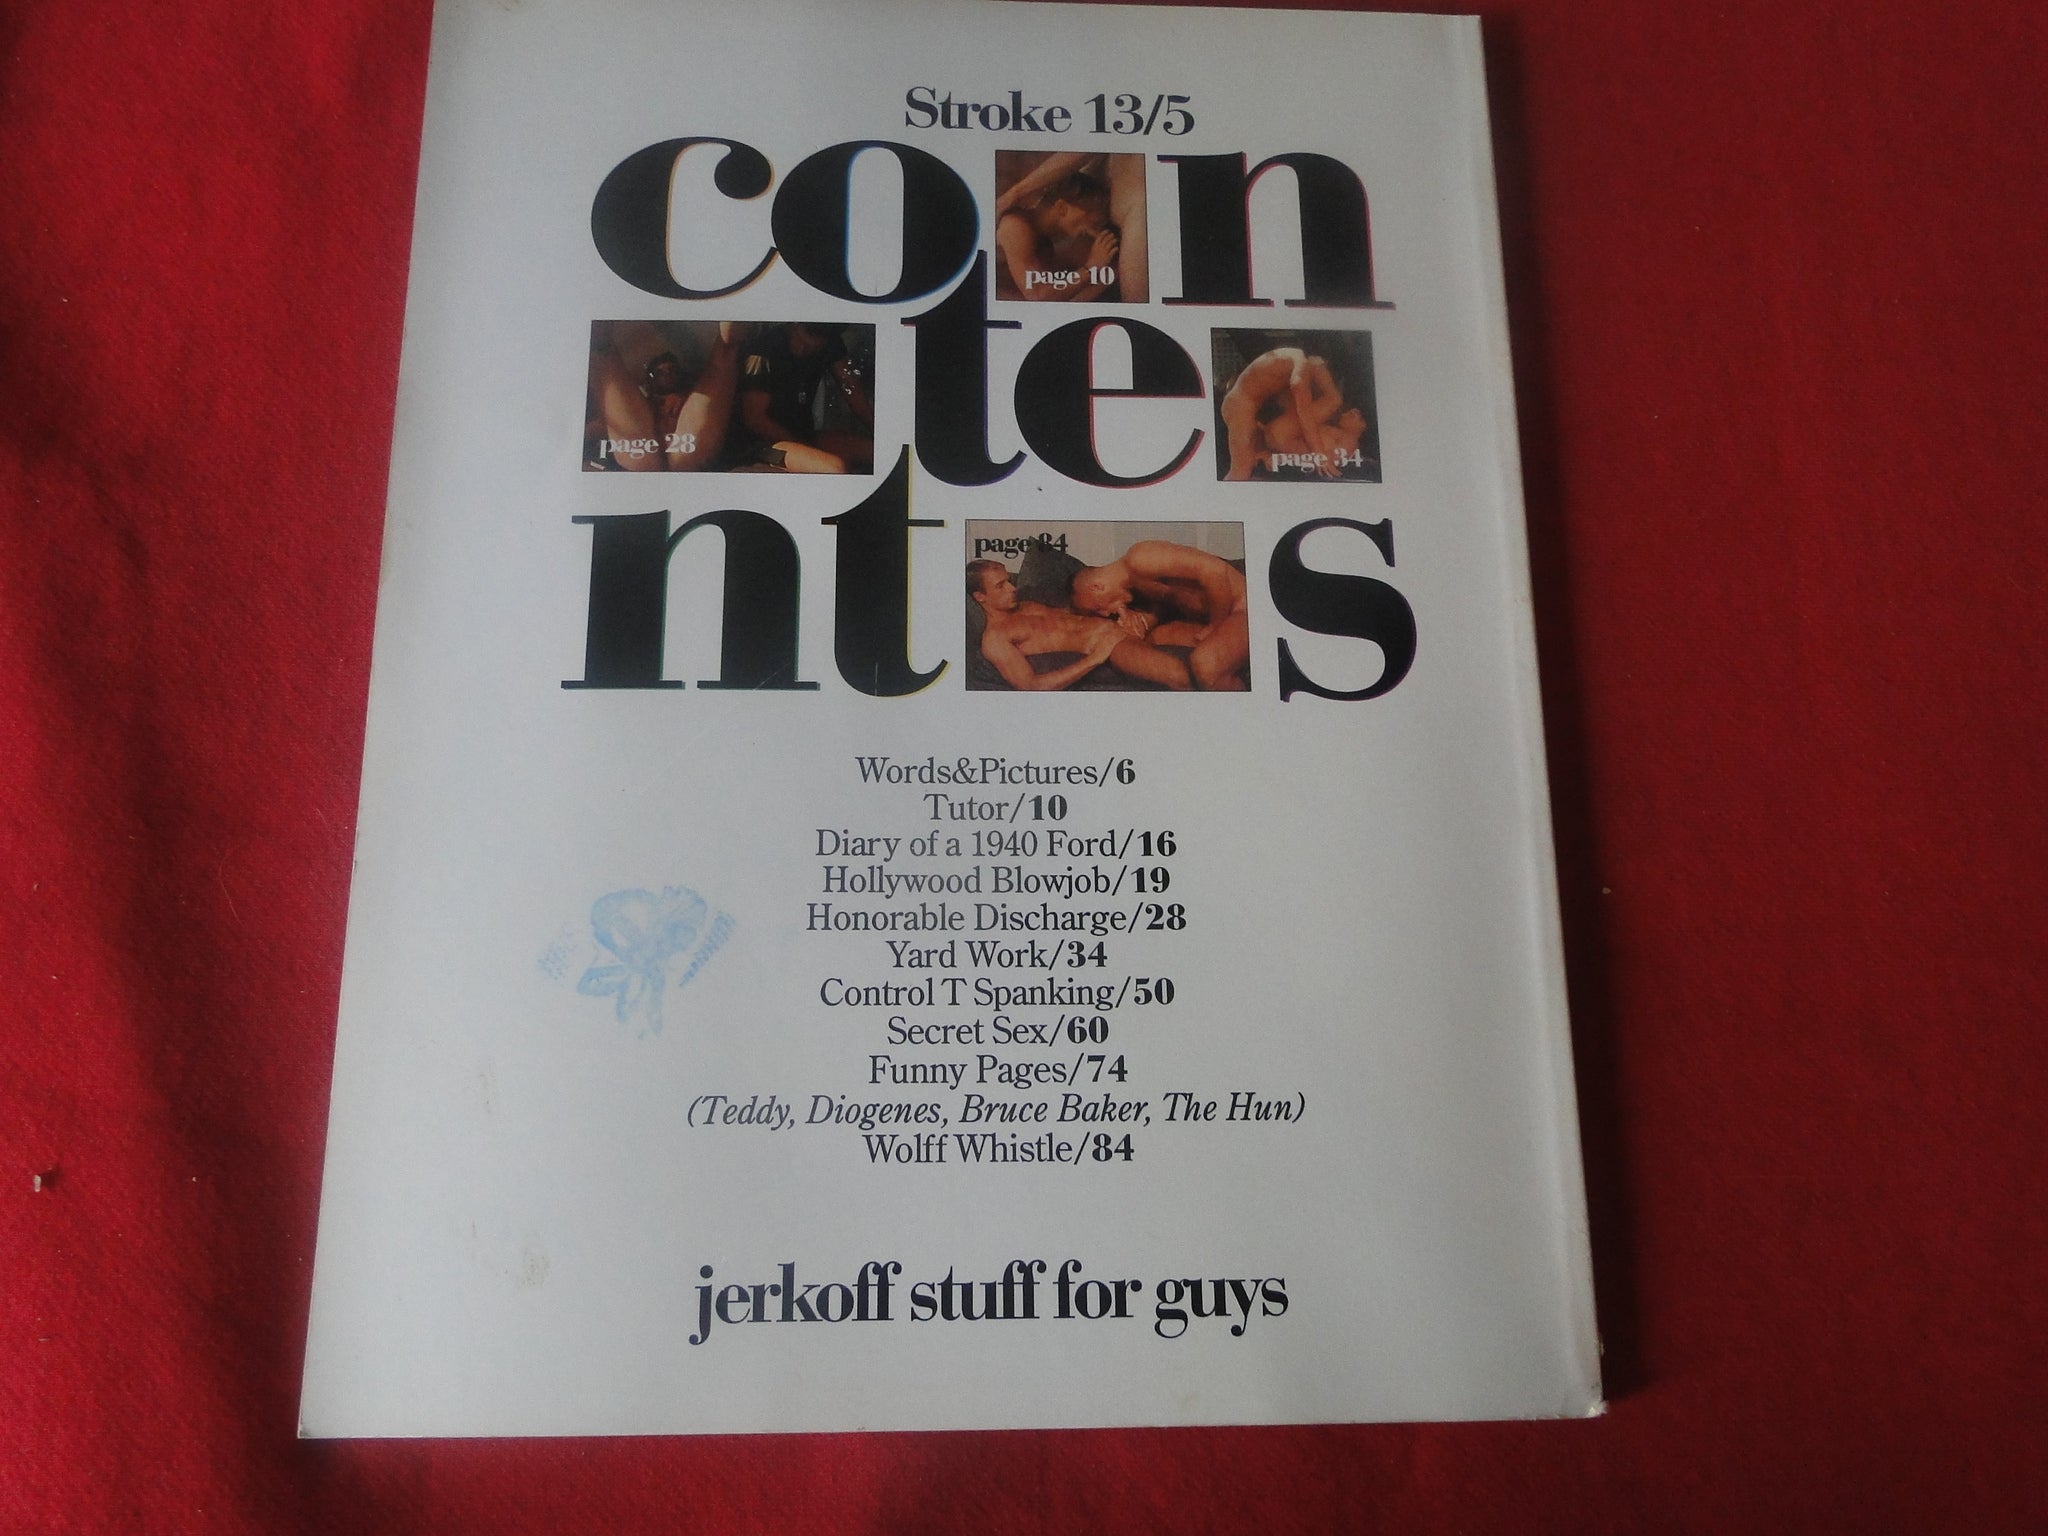 Stroke 13/5
con
page 10
te
page 28
page 34
nts
page 84
Words&Pictures/6
Tutor/10
Diary of a 1940 Ford/16
Hollywood Blowjob/19
Honorable Discharge/28
Yard Work/34
Control T Spanking/50
Secret Sex/60
Funny Pages/74
(Teddy, Diogenes, Bruce Baker, The Hun)
Wolff Whistle/84
jerkoff stuff for guys